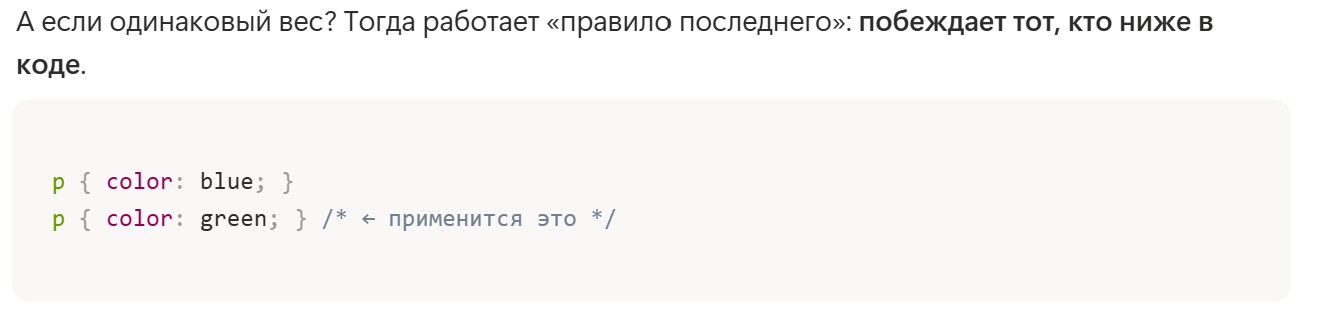 А если одинаковый вес? Тогда работает «правило последнего»: побеждает тот, кто ниже в
коде.
p { color: blue; }
p { color: green; } /* ← применится это */